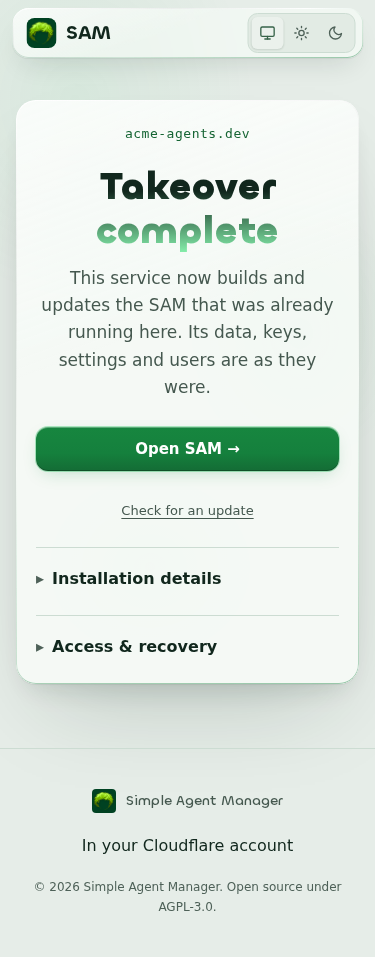 SAM
acme-agents.dev
Takeover
complete
This service now builds and
updates the SAM that was already
running here. Its data, keys,
settings and users are as they
were.
Open SAM →
Check for an update
▸ Installation details
▸ Access & recovery
Simple Agent Manager
In your Cloudflare account
© 2026 Simple Agent Manager. Open source under
AGPL-3.0.